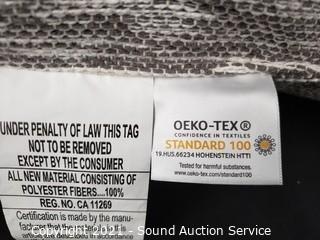 UNDER PENALTY OF LAW THIS TAG
NOT TO BE REMOVED
EXCEPT BY THE CONSUMER
ALL NEW MATERIAL CONSISTING OF
POLYESTER FIBERS...100%
REG. NO. CA 11269
Certification is made by the manu-
OEKO-TEX®
CONFIDENCE IN TEXTILES
STANDARD 100
19.HUS.66234 HOHENSTEIN HTTI
Tested for harmful substances.
www.oeko-tex.com/standard100
Copyright 2021 - Sound Auction Service